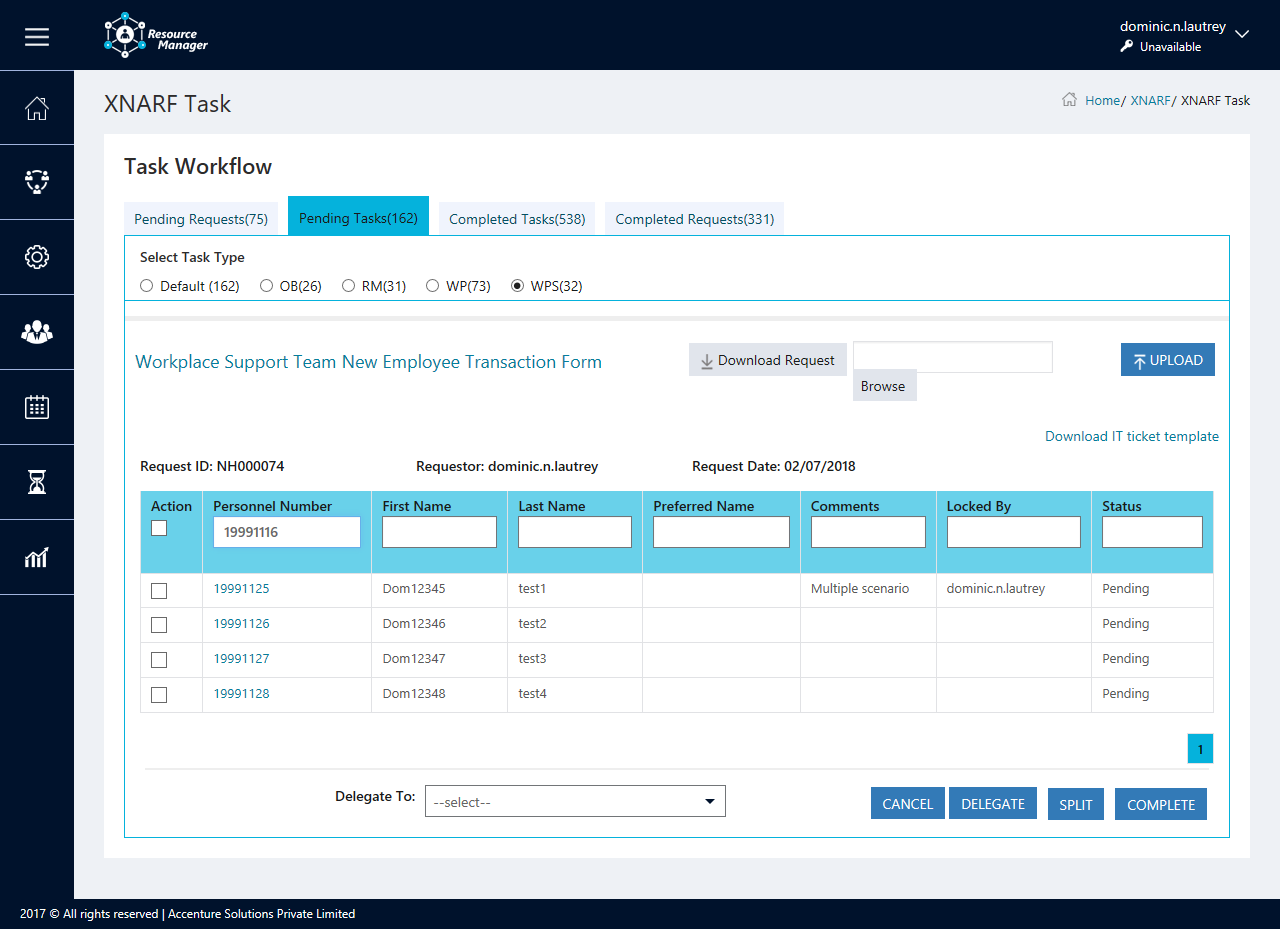 Resource
Manager
dominic.n.lautrey
Unavailable
XNARF Task
Home/ XNARF/ XNARF Task
Task Workflow
Pending Requests(75) Pending Tasks(162) Completed Tasks(538) Completed Requests(331)
Select Task Type
Default (162) OB(26) RM(31) WP(73) WPS(32)
Workplace Support Team New Employee Transaction Form Download Request UPLOAD
Browse
Download IT ticket template
Request ID: NH000074 Requestor: dominic.n.lautrey Request Date: 02/07/2018
Action Personnel Number First Name Last Name Preferred Name Comments Locked By Status
19991116
19991125 Dom12345 test1 Multiple scenario dominic.n.lautrey Pending
19991126 Dom12346 test2 Pending
19991127 Dom12347 test3 Pending
19991128 Dom12348 test4 Pending
1
Delegate To: --select-- CANCEL DELEGATE SPLIT COMPLETE
2017 © All rights reserved | Accenture Solutions Private Limited